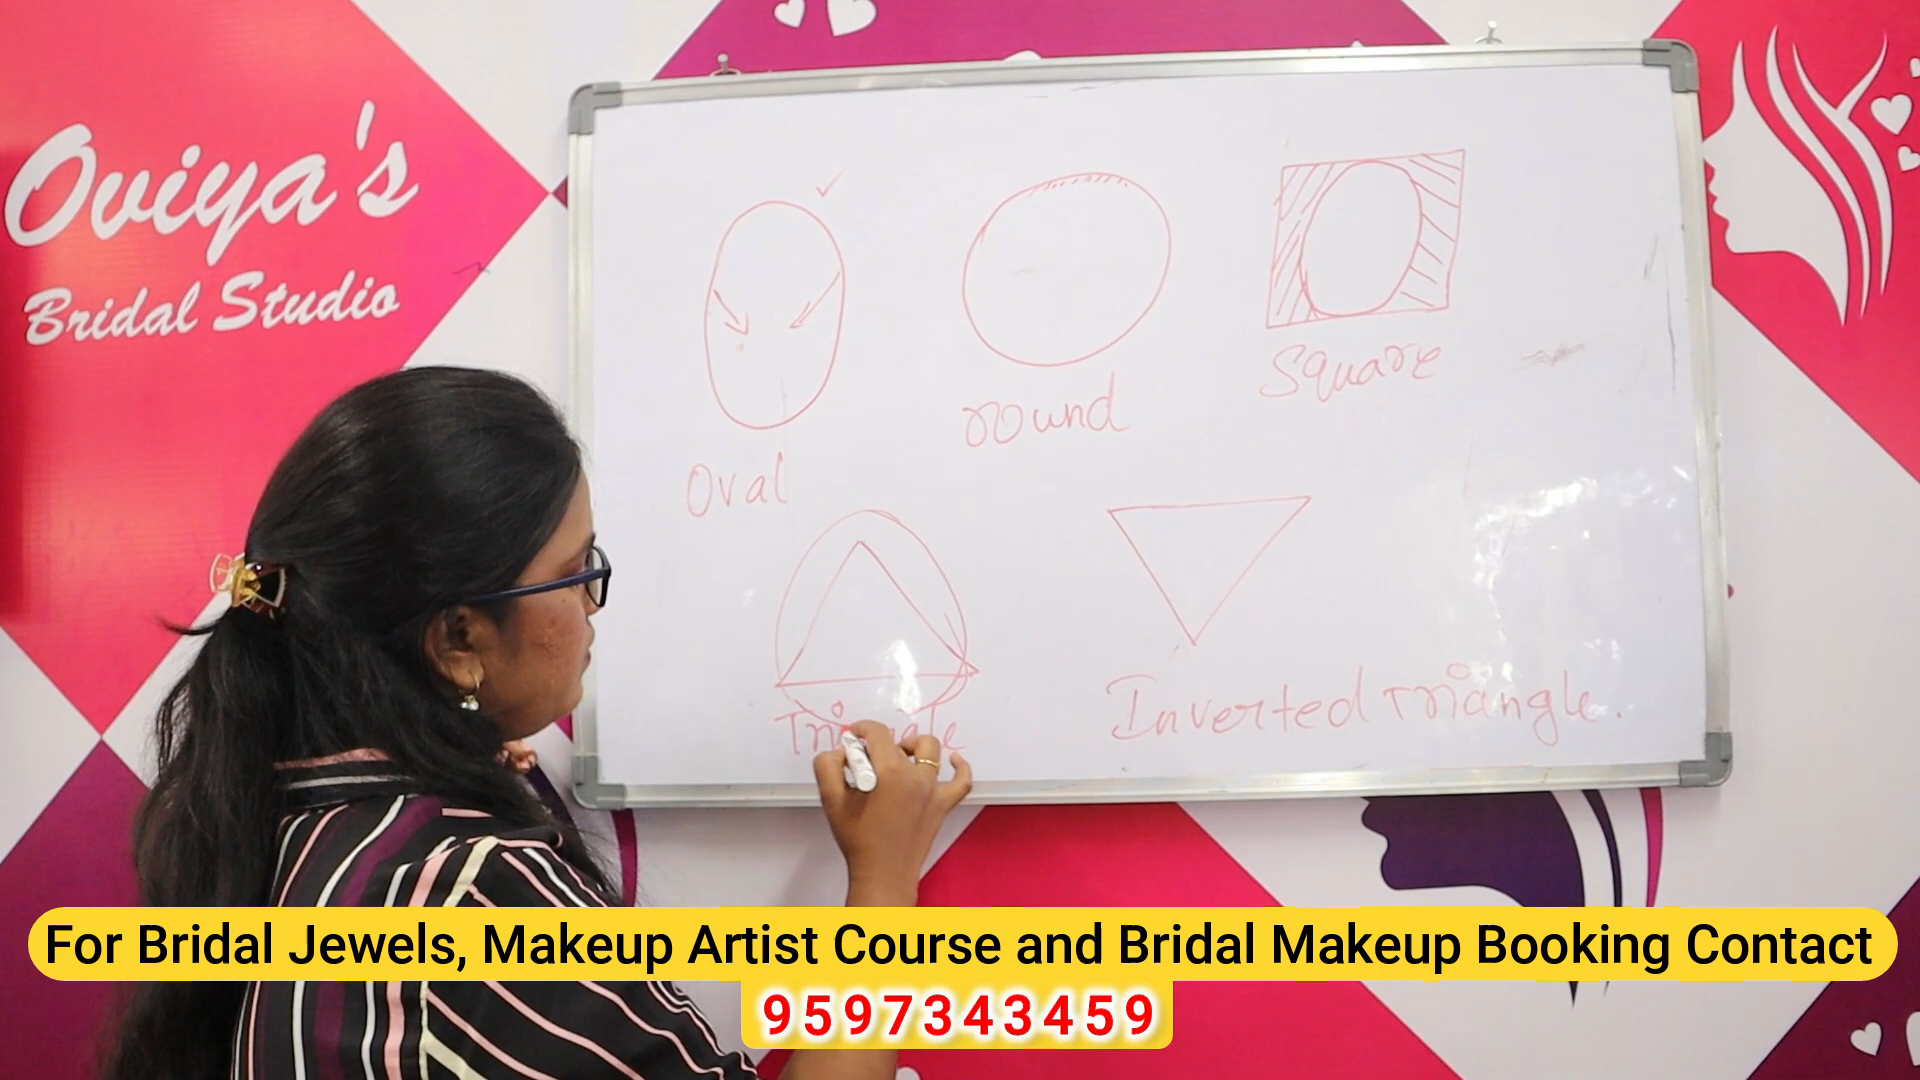 Oviya's
Bridal Studio
Oval
round
Square
Triangle
Inverted Triangle.
For Bridal Jewels, Makeup Artist Course and Bridal Makeup Booking Contact
9597343459